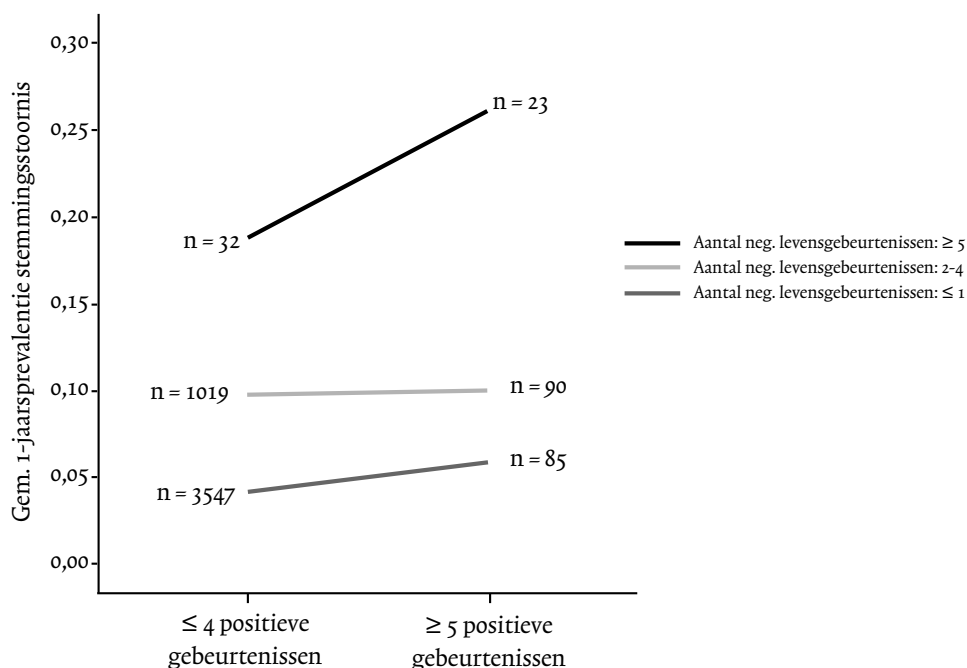 Gem. 1-jaarsprevalentie stemmingsstoornis
0,30
0,25
0,20
0,15
0,10
0,05
0,00
n = 23
n = 32
n = 1019
n = 90
n = 85
n = 3547
Aantal neg. levensgebeurtenissen: ≥ 5
Aantal neg. levensgebeurtenissen: 2-4
Aantal neg. levensgebeurtenissen: ≤ 1
≤ 4 positieve
gebeurtenissen
≥ 5 positieve
gebeurtenissen